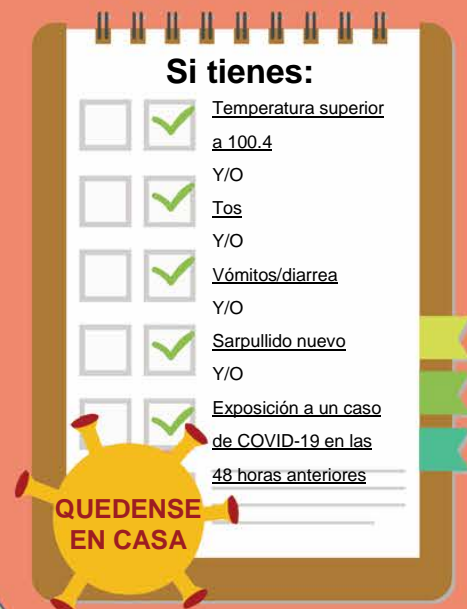 Si tienes:
Temperatura superior
a 100.4
Y/O
Tos
Y/O
Vómitos/diarrea
Y/O
Sarpullido nuevo
Y/O
Exposición a un caso
de COVID-19 en las
48 horas anteriores
QUEDENSE
EN CASA